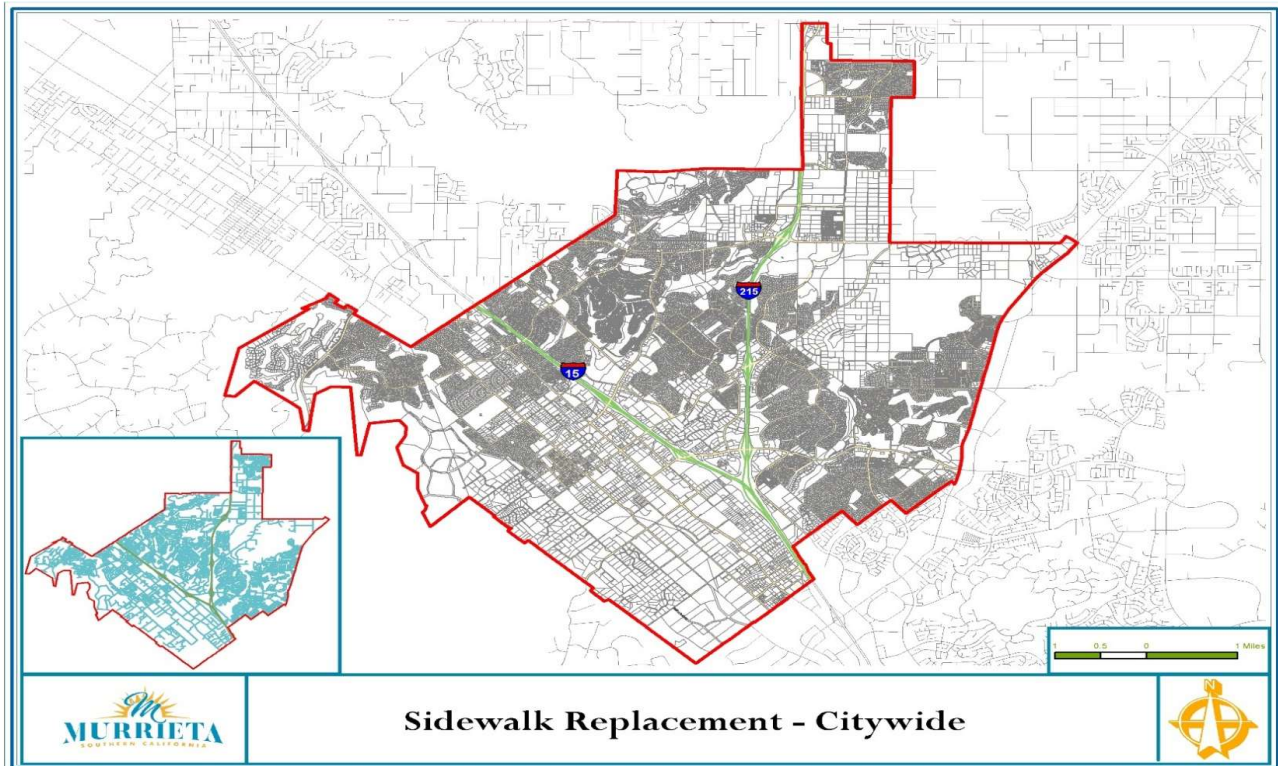 215
15
1 0.5 0 1 Miles
M
MURRIETA
SOUTHERN CALIFORNIA
Sidewalk Replacement - Citywide
N